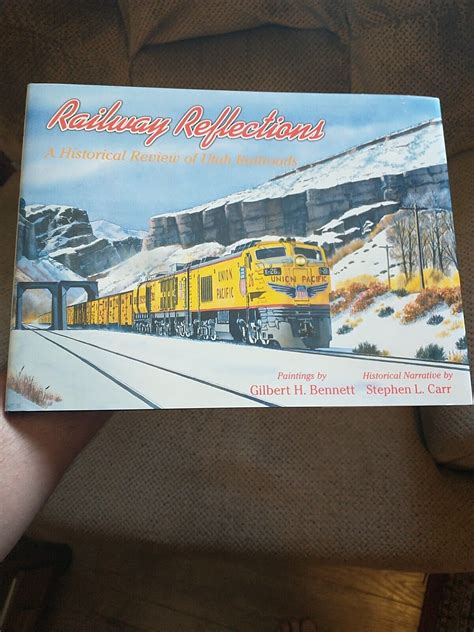 Railway Reflections
A Historical Review of Utah Railroads
UNION
PACIFIC
UNION PACIFIC
Paintings by
Gilbert H. Bennett
Historical Narrative by
Stephen L. Carr